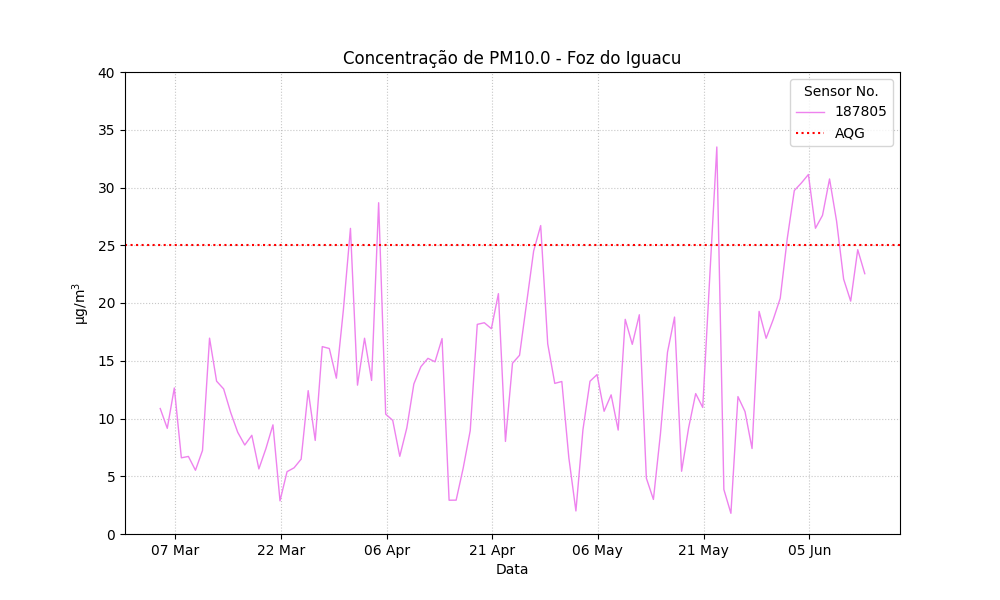 Concentração de PM10.0 - Foz do Iguacu
Sensor No.
187805
AQG
40
35
30
25
20
15
10
5
0
µg/m³
07 Mar
22 Mar
06 Apr
21 Apr
06 May
21 May
05 Jun
Data